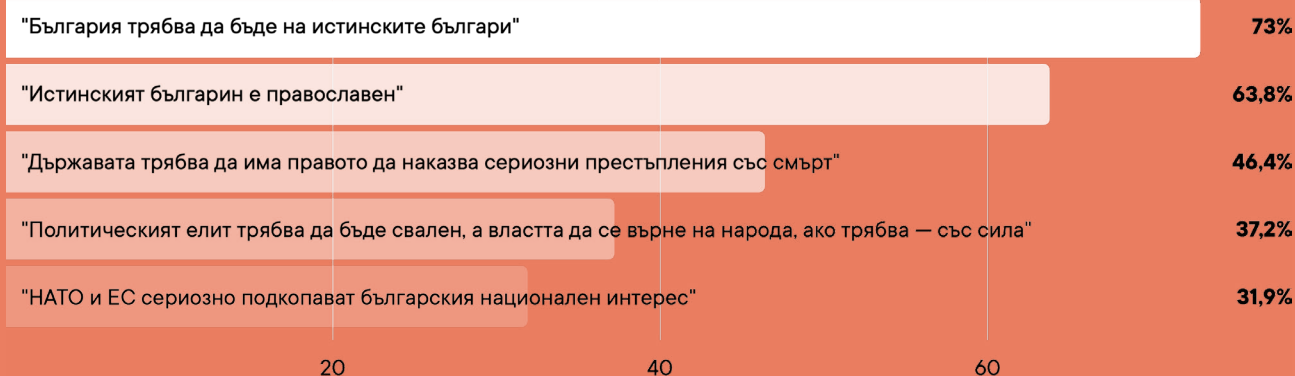 "България трябва да бъде на истинските българи" 73%
"Истинският българин е православен" 63,8%
"Държавата трябва да има правото да наказва сериозни престъпления със смърт" 46,4%
"Политическият елит трябва да бъде свален, а властта да се върне на народа, ако трябва — със сила" 37,2%
"НАТО и ЕС сериозно подкопават българския национален интерес" 31,9%
20 40 60